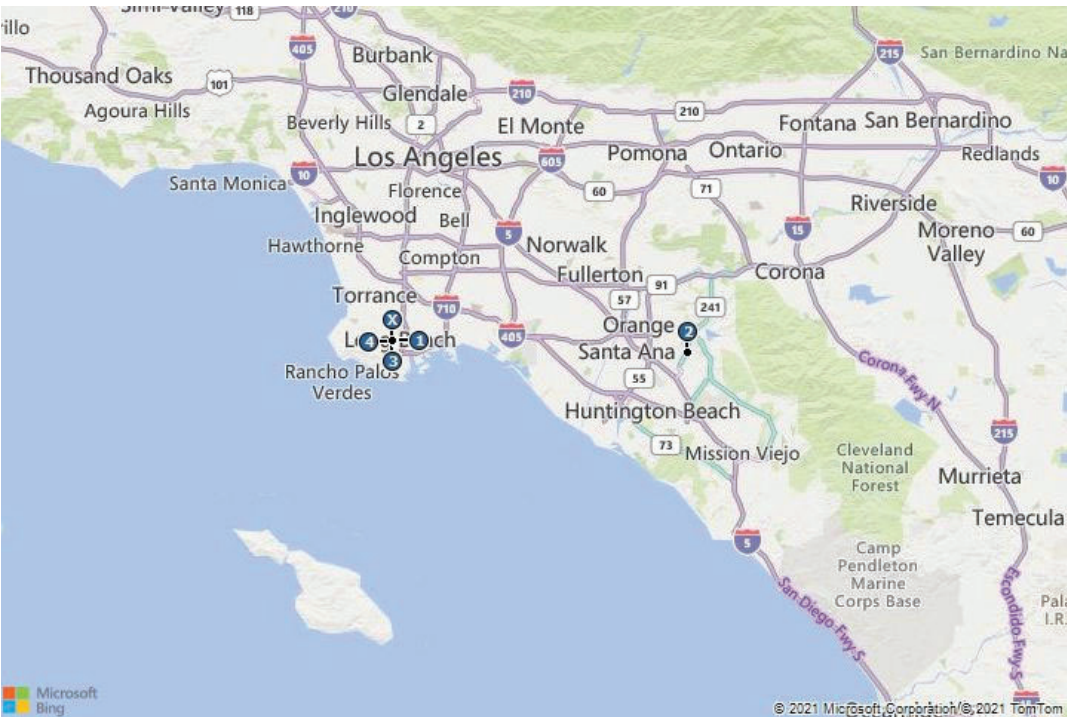 Simi Valley
118
210
illo
405
Burbank
215
San Bernardino Na
Thousand Oaks
101
Agoura Hills
Glendale
210
Beverly Hills
2
El Monte
210
Fontana
San Bernardino
Los Angeles
605
Pomona
Ontario
Redlands
Santa Monica
10
Florence
60
71
10
Inglewood
Bell
Riverside
Hawthorne
5
Norwalk
15
Moreno
Valley
60
Compton
Fullerton
91
Corona
Torrance
710
57
241
X
Orange
2
4
1
405
Santa Ana
3
Rancho Palos
Verdes
55
Corona Fwy N
Huntington Beach
73
Mission Viejo
Cleveland
National
Forest
215
Murrieta
Temecula
5
Camp
Pendleton
Marine
Corps Base
San Diego Fwy S
Escondido Fwy S
Pala
I.R.
Microsoft
Bing
© 2021 Microsoft Corporation © 2021 TomTom